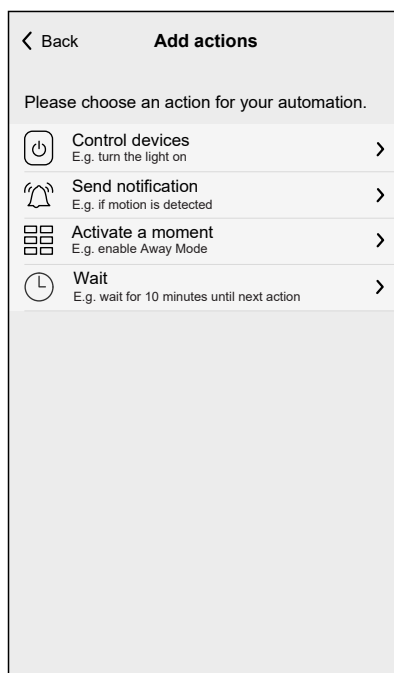 Back
Add actions
Please choose an action for your automation.
Control devices
E.g. turn the light on
Send notification
E.g. if motion is detected
Activate a moment
E.g. enable Away Mode
Wait
E.g. wait for 10 minutes until next action